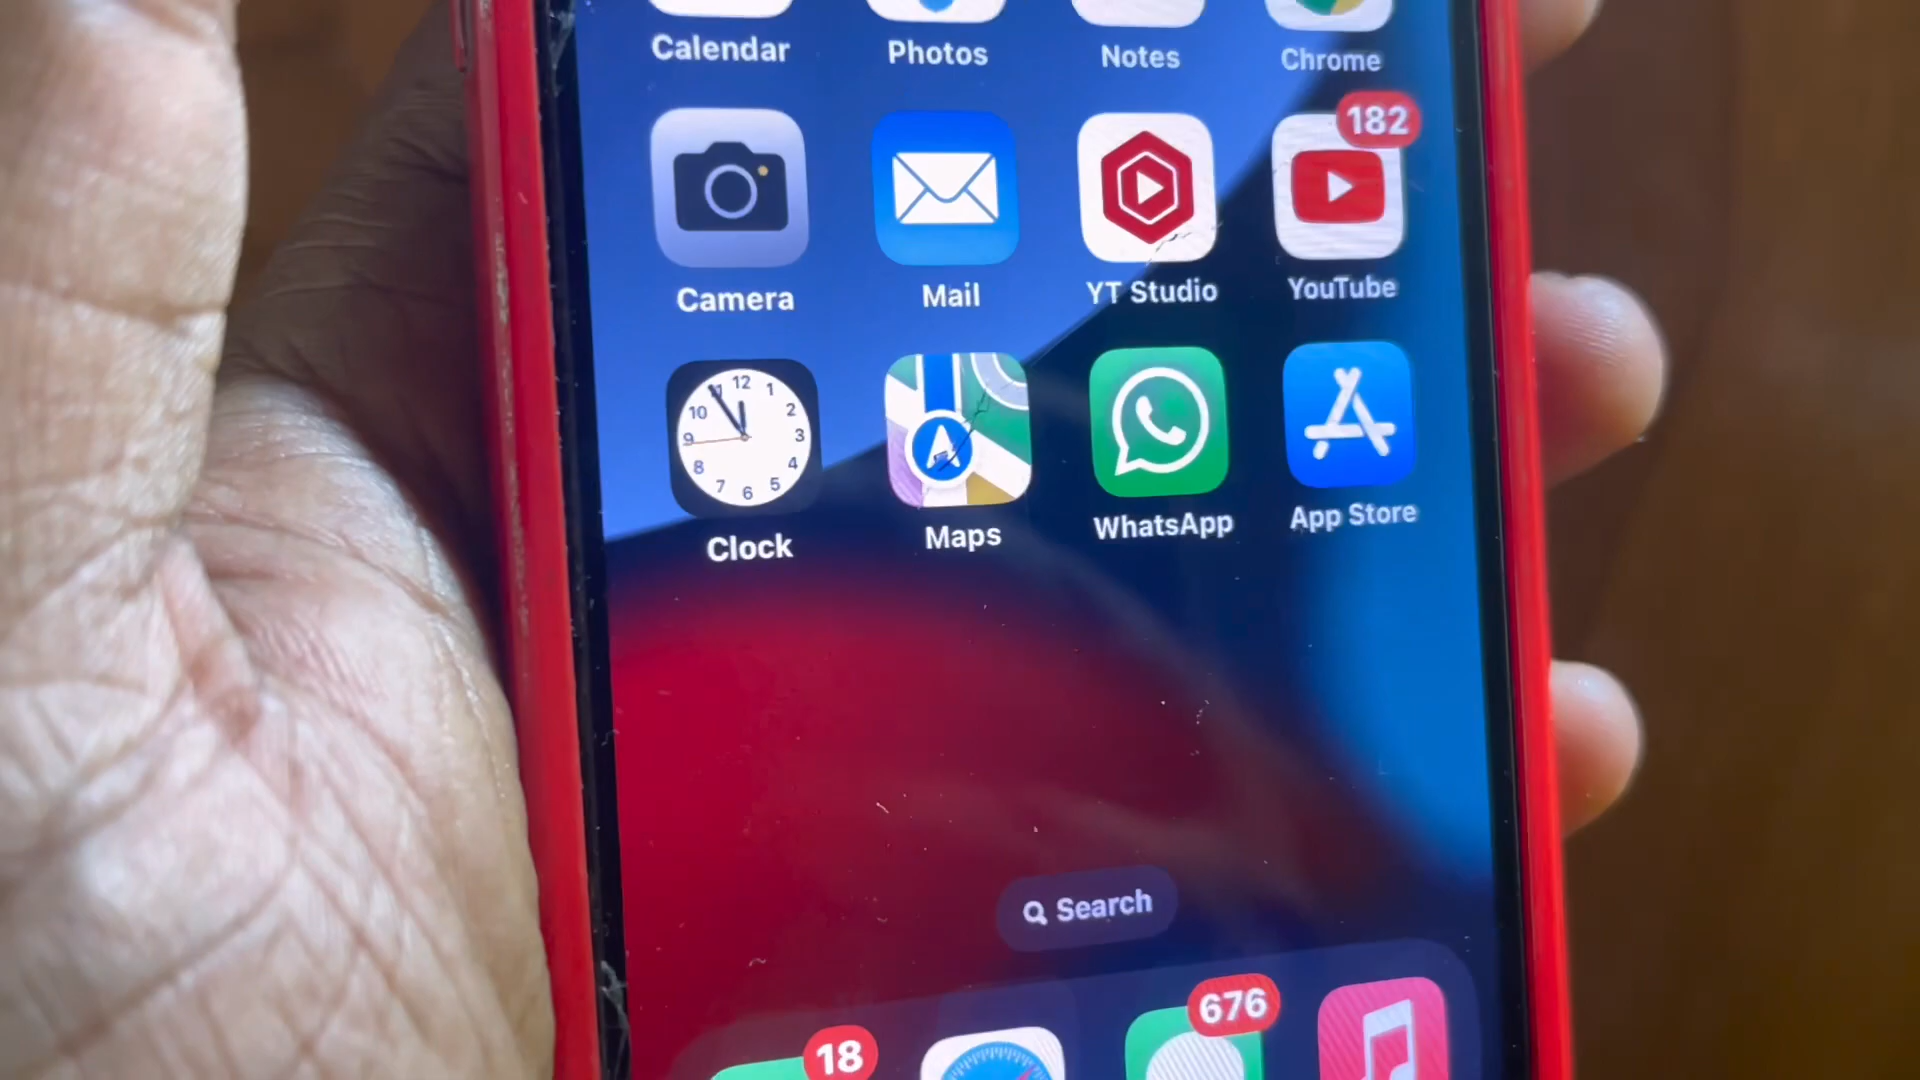 Calendar Photos Notes Chrome
182
Camera Mail YT Studio YouTube
12
11 1
10 2
9 3
8 4
7 6 5
Clock Maps WhatsApp App Store
Search
18 676